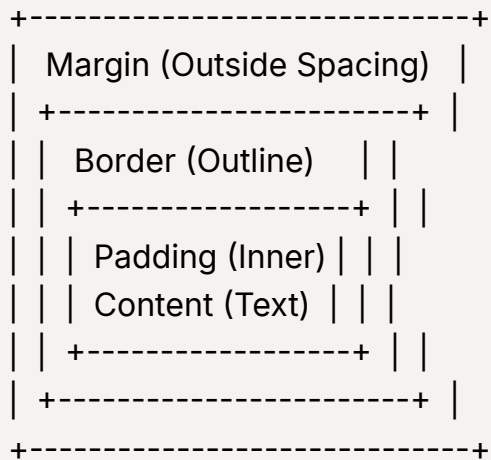 +------------------------------+
|   Margin (Outside Spacing)   |
|  +------------------------+  |
|  |   Border (Outline)     |  |
|  |  +------------------+  |  |
|  |  |  Padding (Inner) |  |  |
|  |  |  Content (Text)  |  |  |
|  |  +------------------+  |  |
|  +------------------------+  |
+------------------------------+